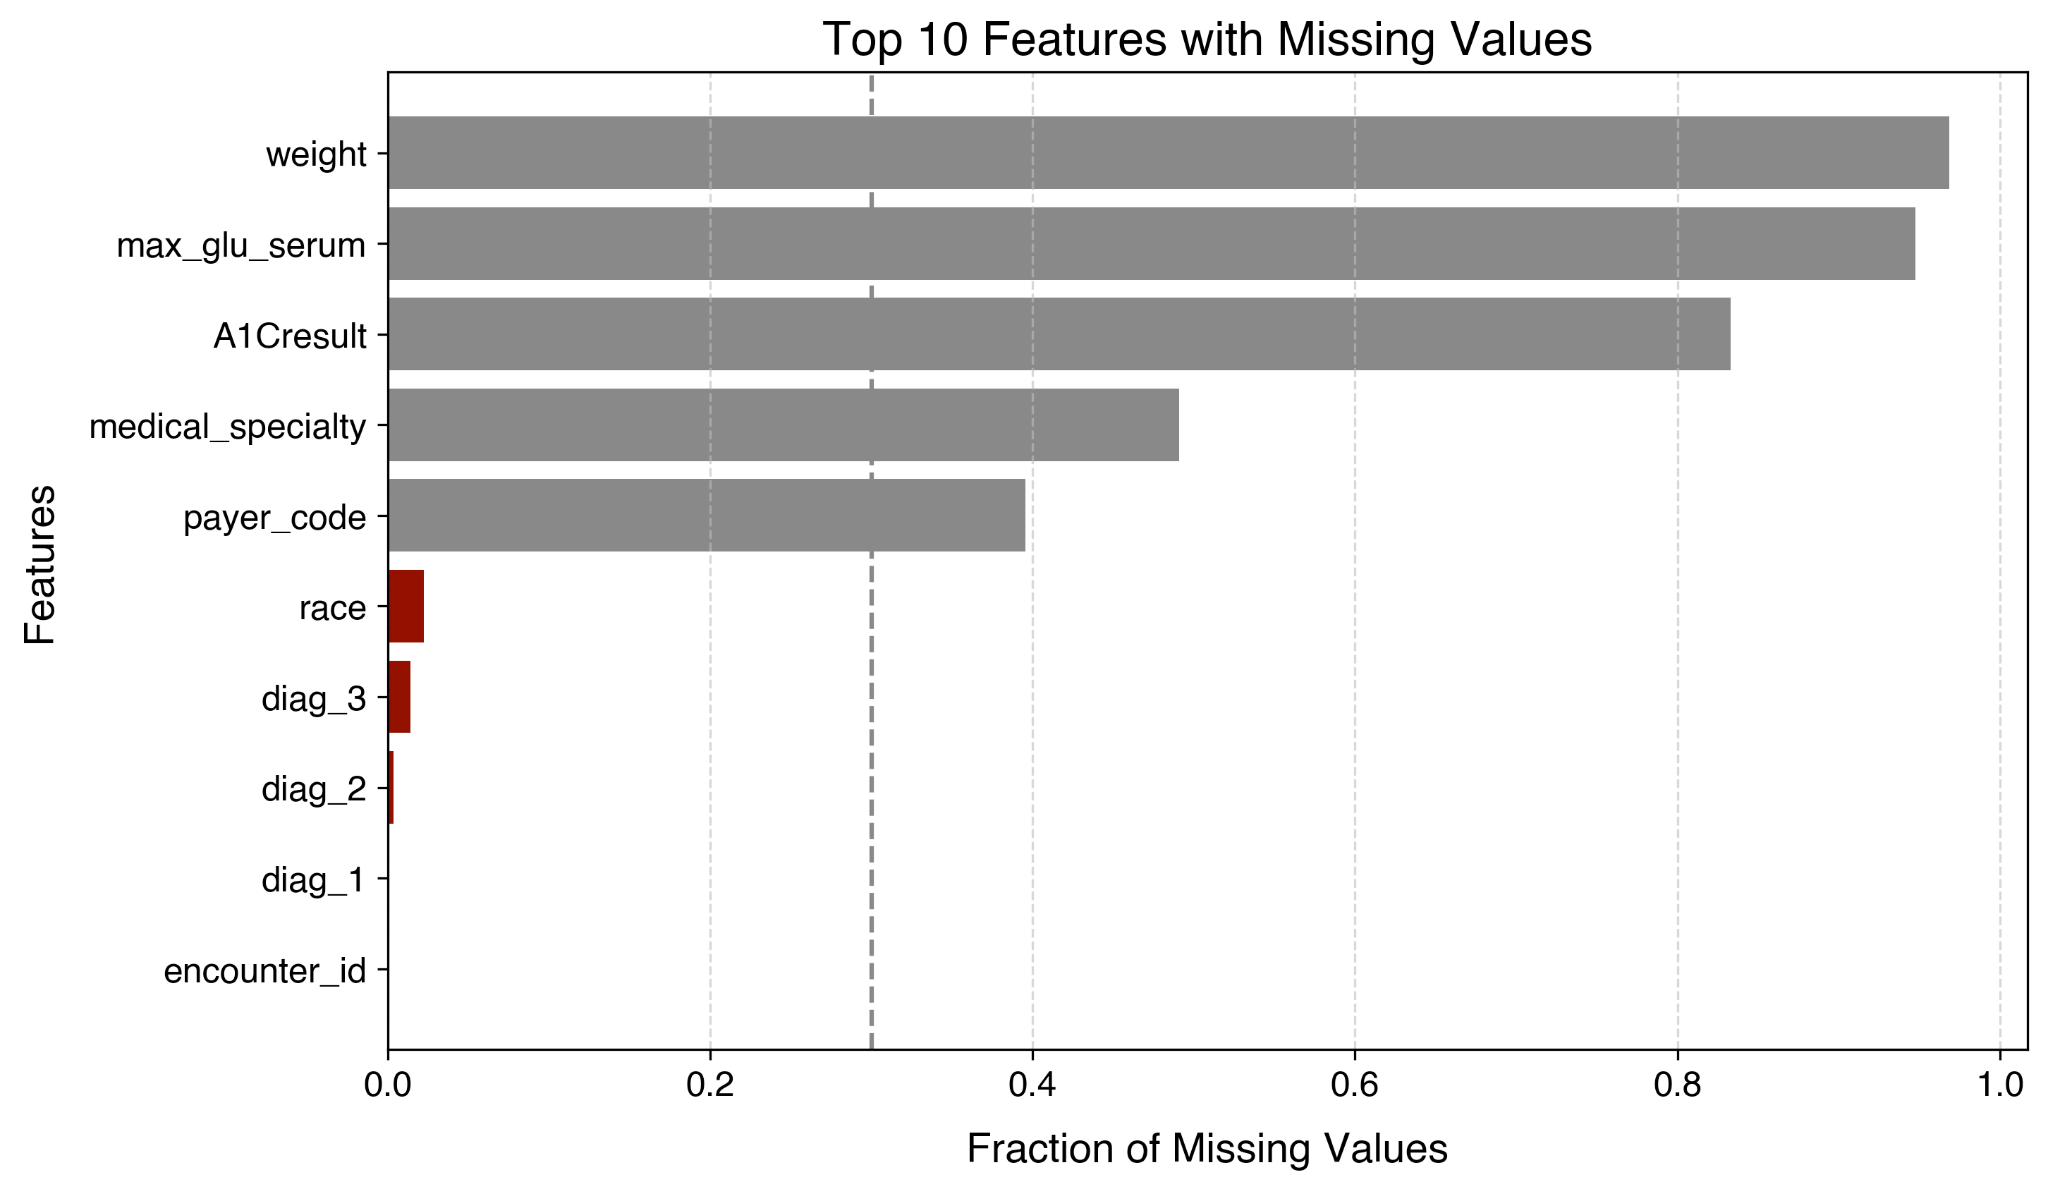 Top 10 Features with Missing Values
weight
max_glu_serum
A1Cresult
medical_specialty
payer_code
race
diag_3
diag_2
diag_1
encounter_id
Features
0.0 0.2 0.4 0.6 0.8 1.0
Fraction of Missing Values